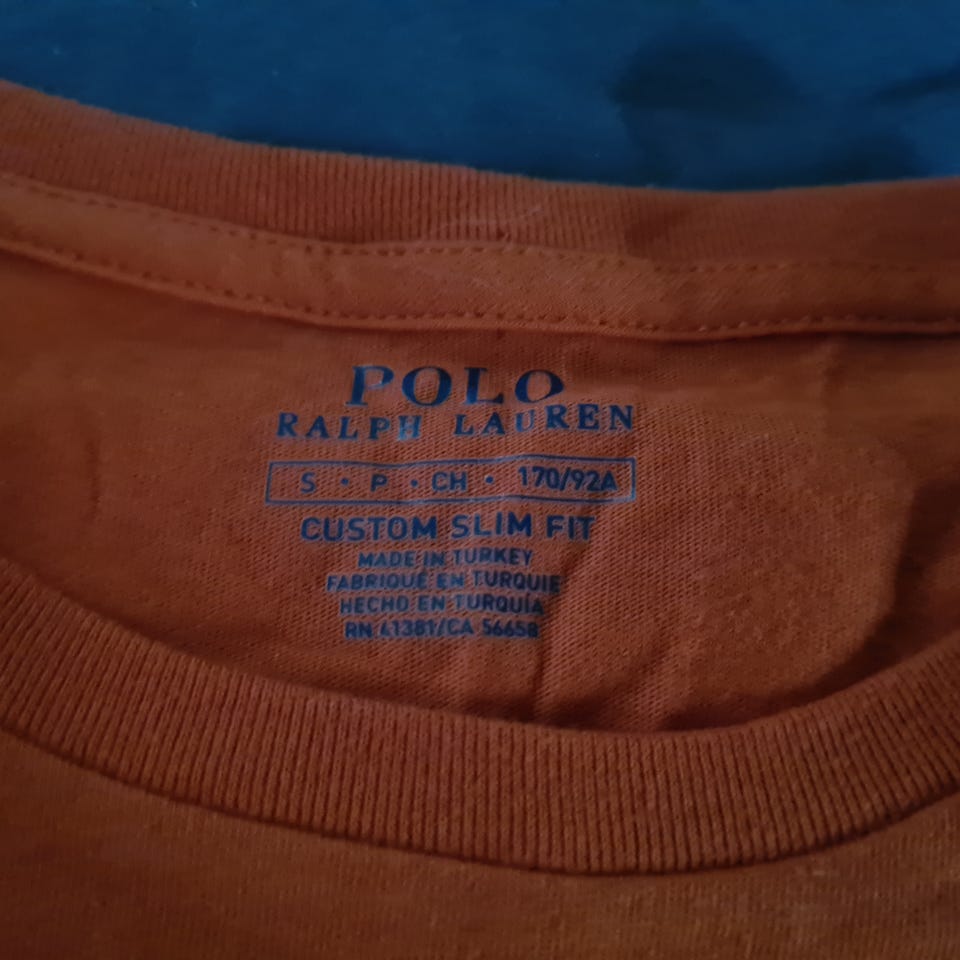 POLO
RALPH LAUREN
S • P • CH • 170/92A
CUSTOM SLIM FIT
MADE IN TURKEY
FABRIQUÉ EN TURQUIE
HECHO EN TURQUÍA
RN 41381/CA 56658